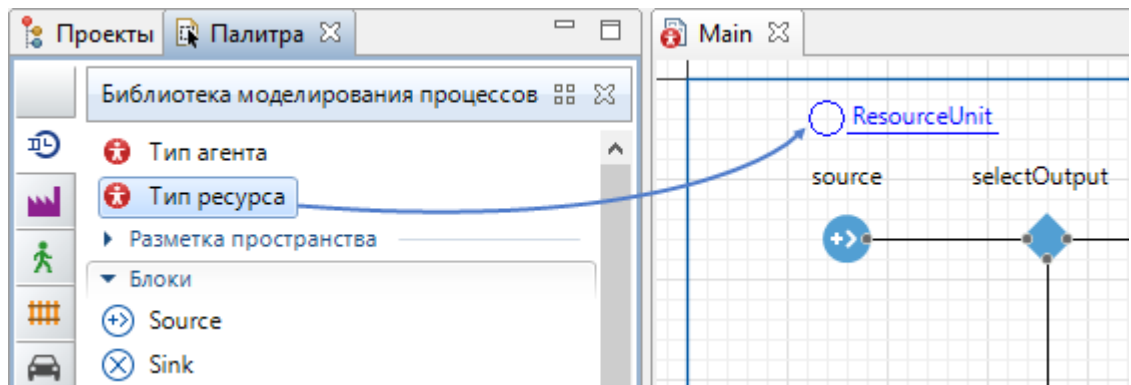 Проекты
Палитра
Main
Библиотека моделирования процессов
Тип агента
Тип ресурса
Разметка пространства
Блоки
Source
Sink
ResourceUnit
source
selectOutput